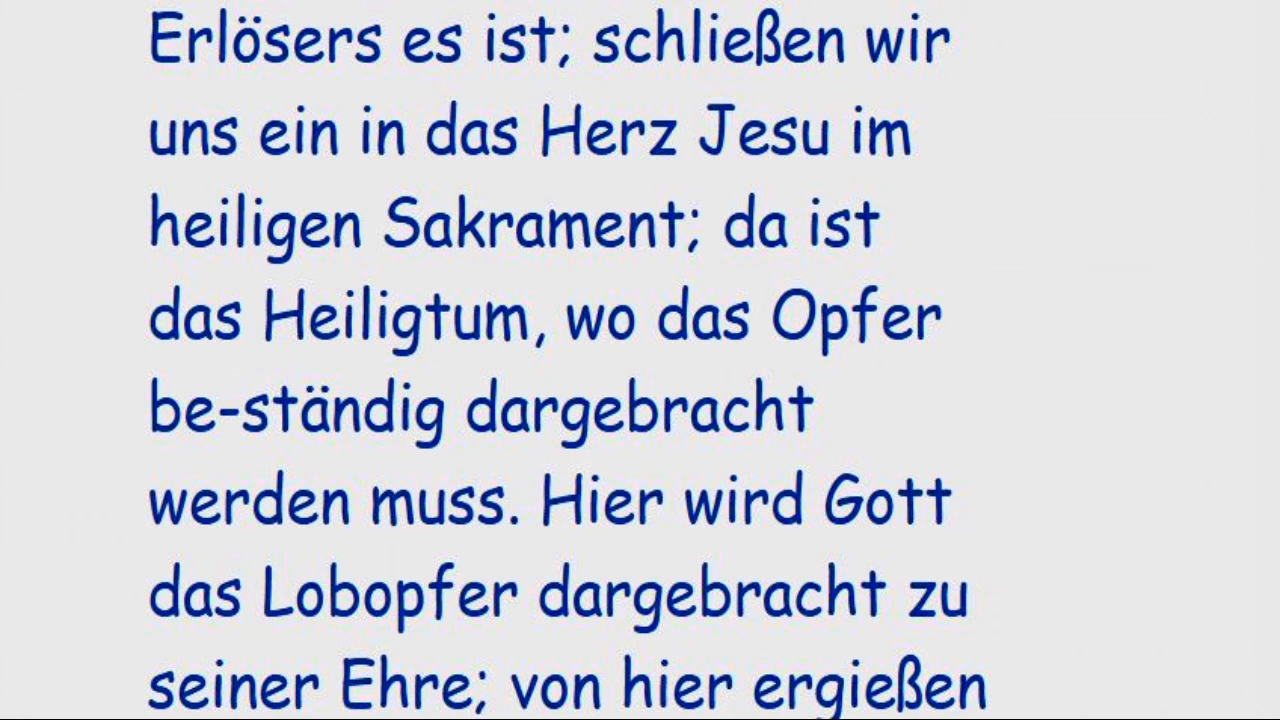 Erlösers es ist; schließen wir
uns ein in das Herz Jesu im
heiligen Sakrament; da ist
das Heiligtum, wo das Opfer
be-ständig dargebracht
werden muss. Hier wird Gott
das Lobopfer dargebracht zu
seiner Ehre; von hier ergießen